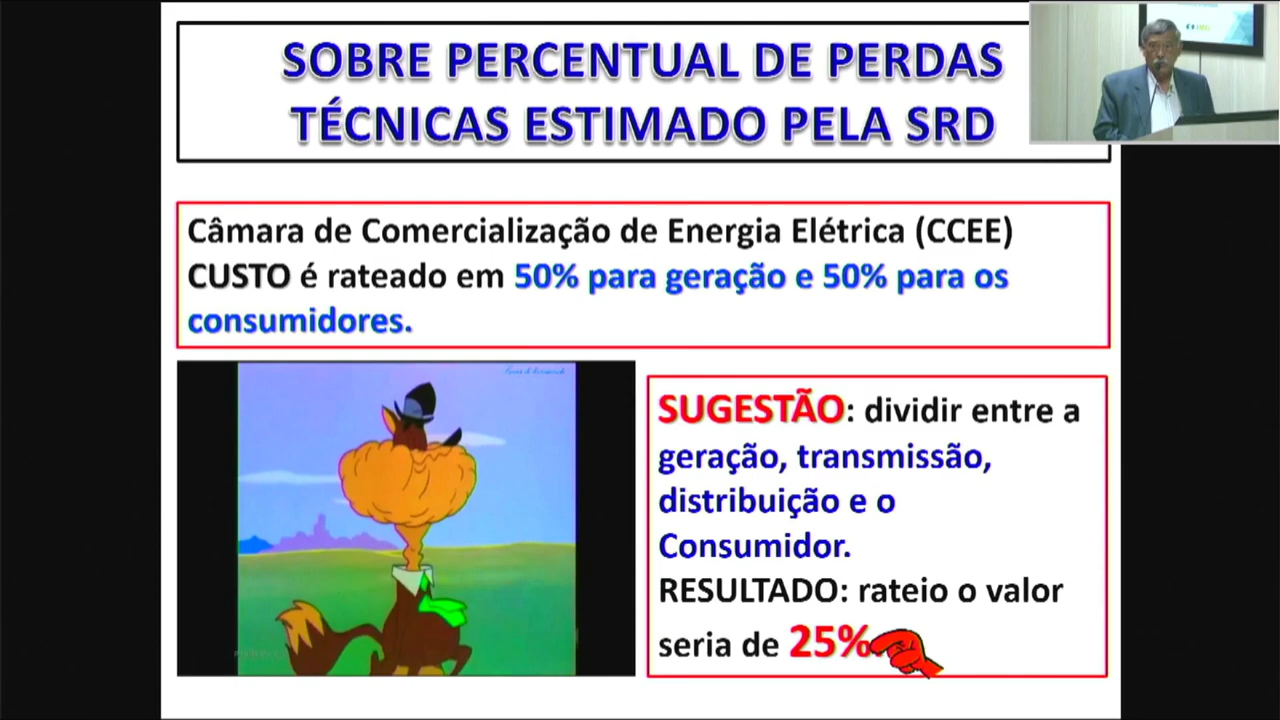 SOBRE PERCENTUAL DE PERDAS
TÉCNICAS ESTIMADO PELA SRD
Câmara de Comercialização de Energia Elétrica (CCEE)
CUSTO é rateado em 50% para geração e 50% para os
consumidores.
SUGESTÃO: dividir entre a
geração, transmissão,
distribuição e o
Consumidor.
RESULTADO: rateio o valor
seria de 25%